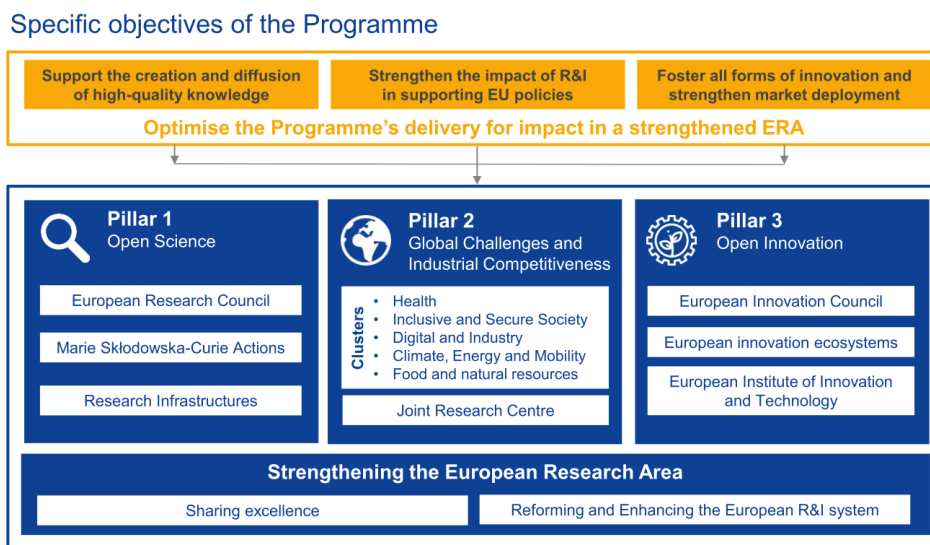 Specific objectives of the Programme
Support the creation and diffusion
of high-quality knowledge
Strengthen the impact of R&I
in supporting EU policies
Foster all forms of innovation and
strengthen market deployment
Optimise the Programme's delivery for impact in a strengthened ERA
Pillar 1
Open Science
European Research Council
Marie Skłodowska-Curie Actions
Research Infrastructures
Pillar 2
Global Challenges and
Industrial Competitiveness
Clusters
• Health
• Inclusive and Secure Society
• Digital and Industry
• Climate, Energy and Mobility
• Food and natural resources
Joint Research Centre
Pillar 3
Open Innovation
European Innovation Council
European innovation ecosystems
European Institute of Innovation
and Technology
Strengthening the European Research Area
Sharing excellence
Reforming and Enhancing the European R&I system